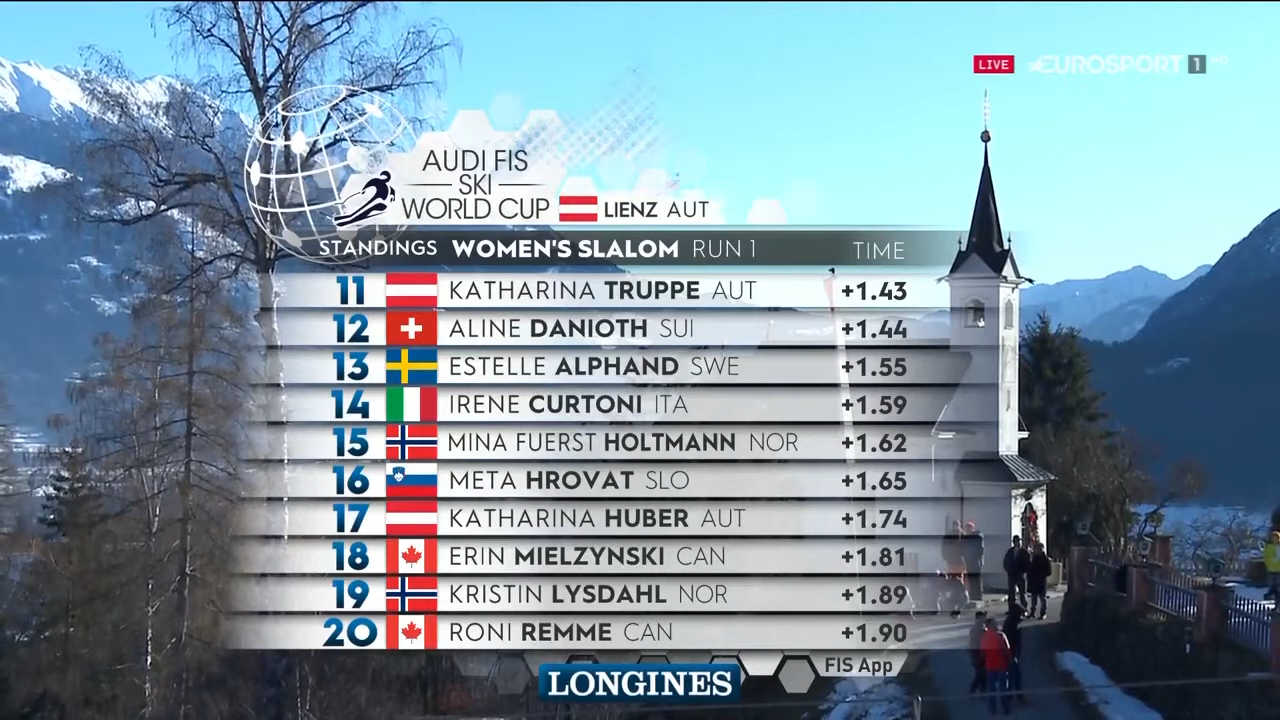 LIVE EUROSPORT 1
AUDI FIS
SKI
WORLD CUP LIENZ AUT
STANDINGS WOMEN'S SLALOM RUN 1 TIME
11 KATHARINA TRUPPE AUT +1.43
12 ALINE DANIOTH SUI +1.44
13 ESTELLE ALPHAND SWE +1.55
14 IRENE CURTONI ITA +1.59
15 MINA FUERST HOLTMANN NOR +1.62
16 META HROVAT SLO +1.65
17 KATHARINA HUBER AUT +1.74
18 ERIN MIELZYNSKI CAN +1.81
19 KRISTIN LYSDAHL NOR +1.89
20 RONI REMME CAN +1.90
FIS App
LONGINES